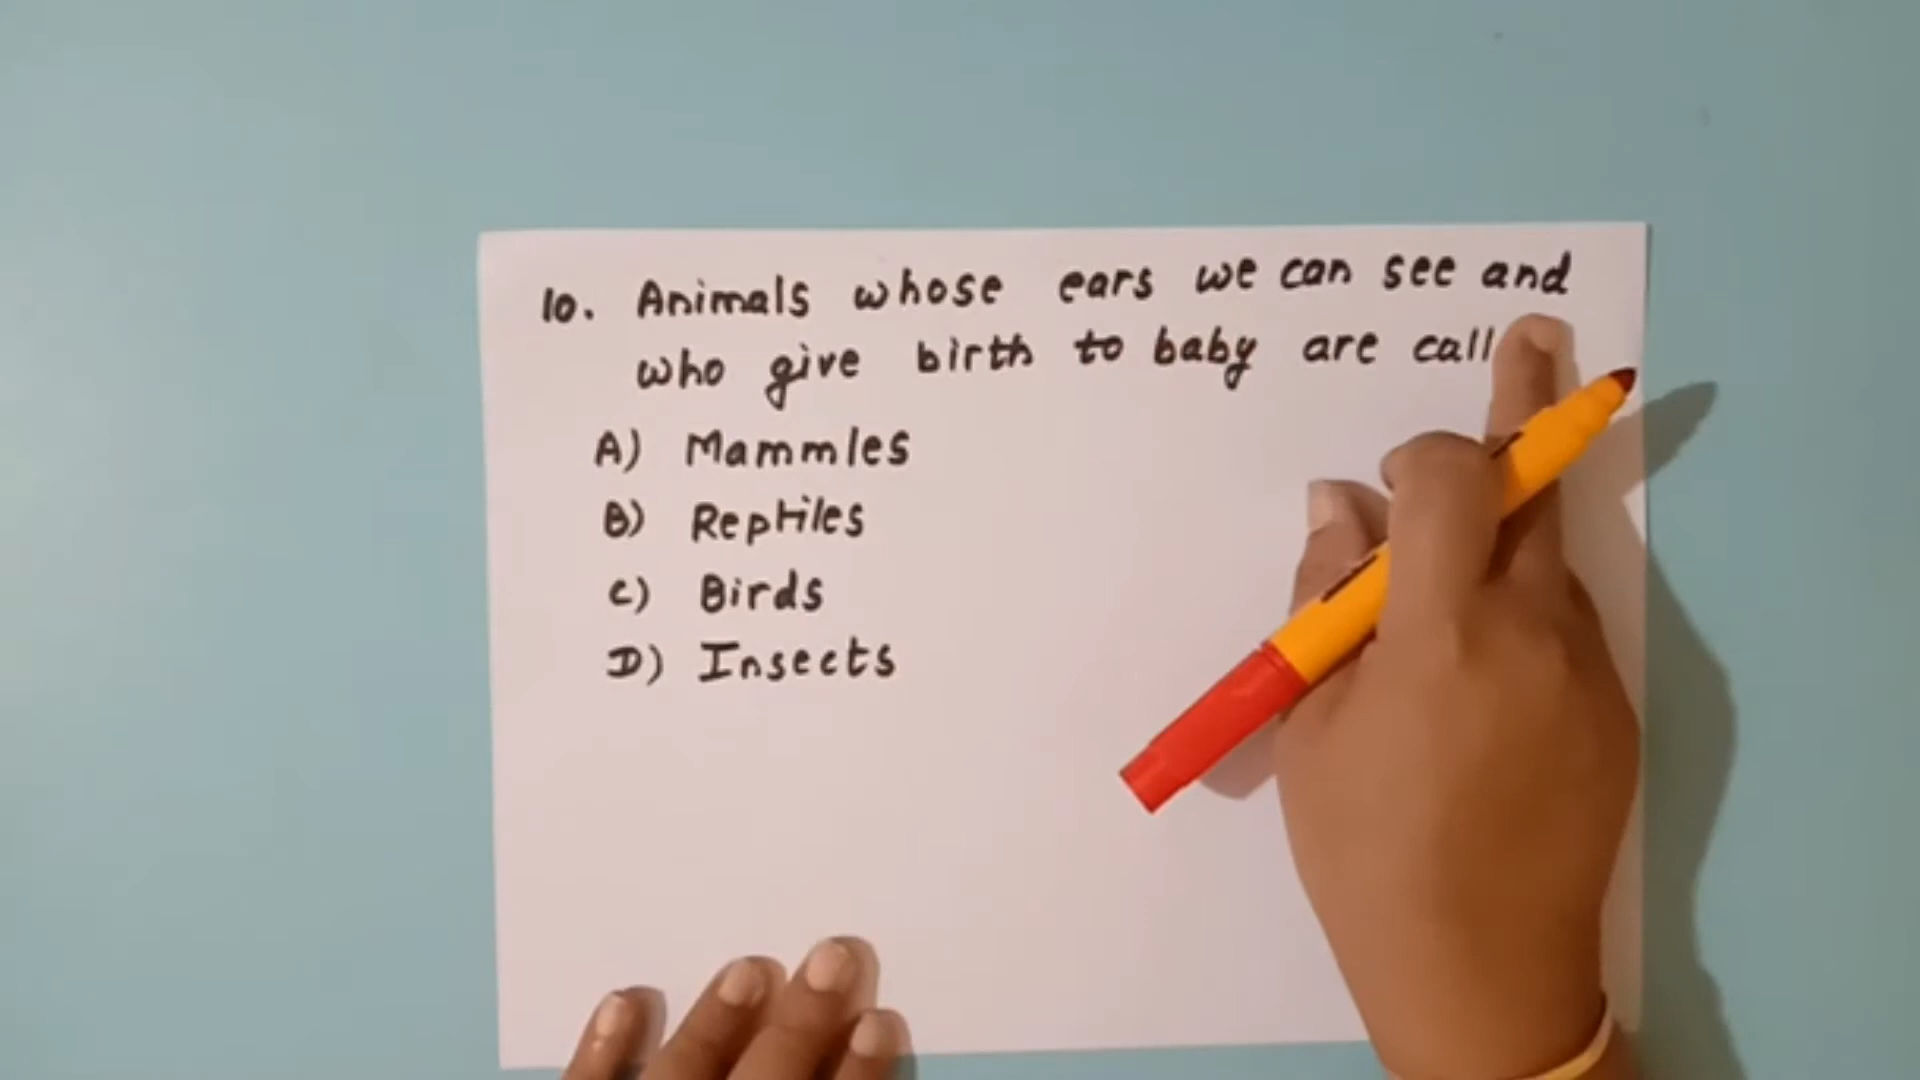 10. Animals whose ears we can see and
who give birth to baby are call
A) Mammles
B) Reptiles
C) Birds
D) Insects